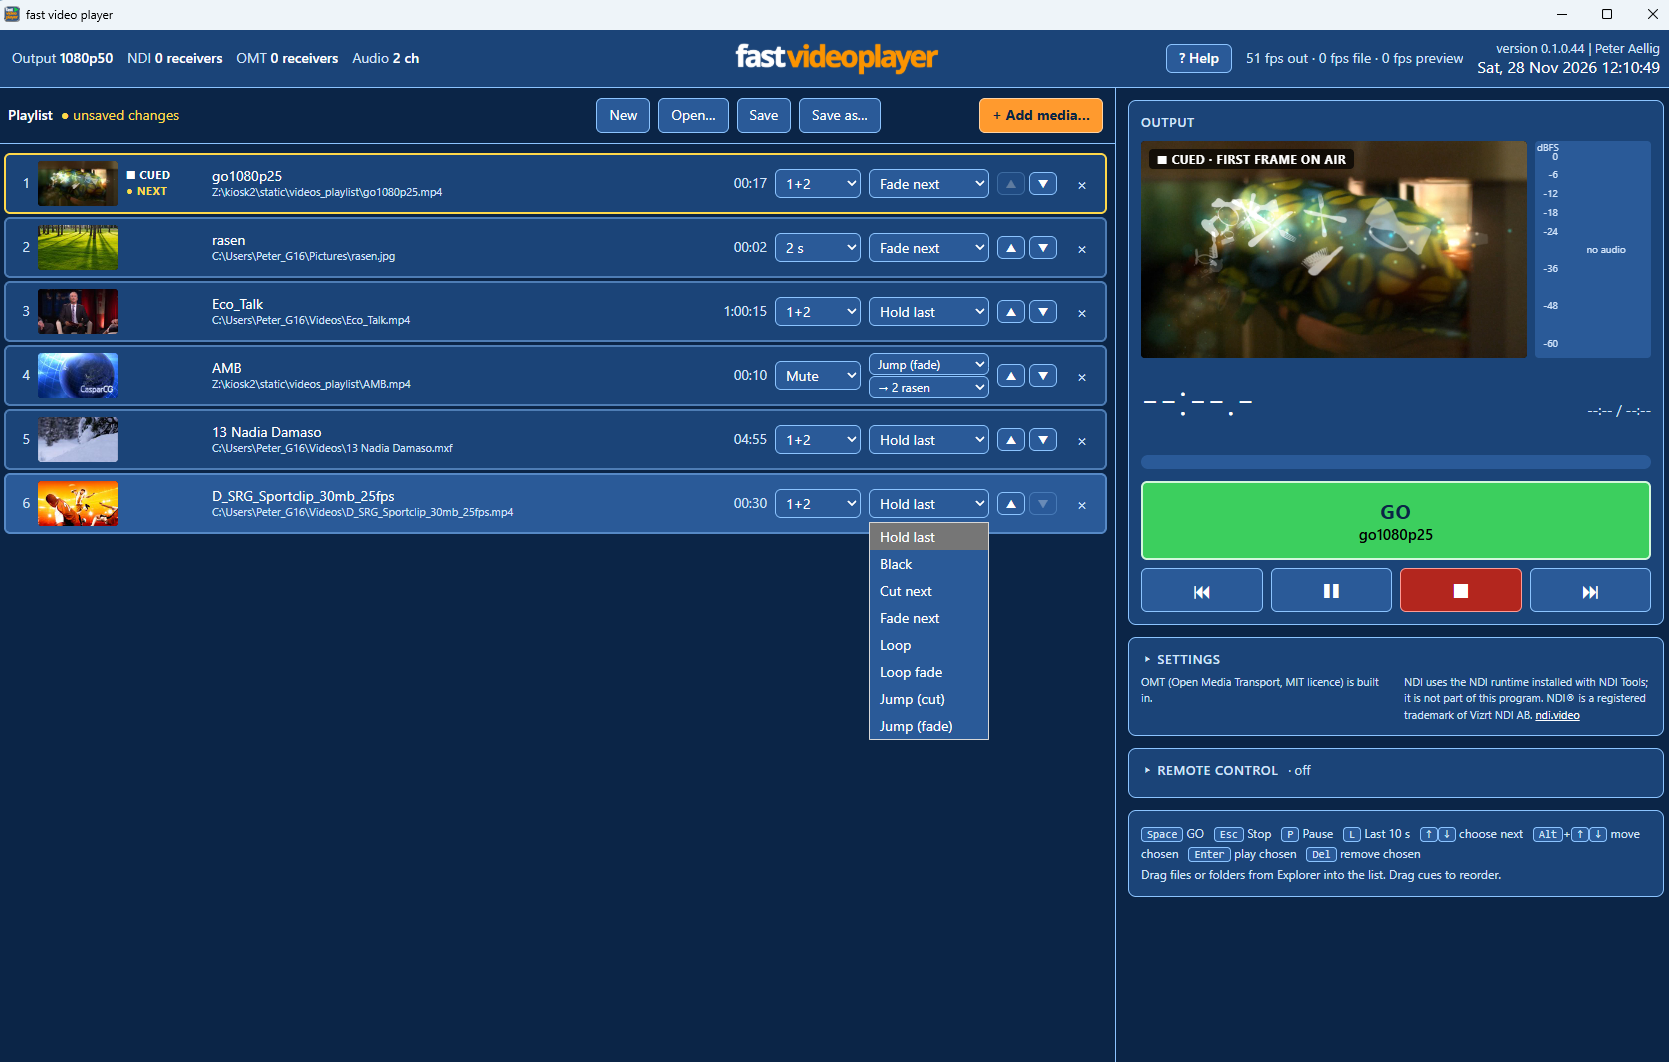 fast video player
Output 1080p50 NDI 0 receivers OMT 0 receivers Audio 2 ch
fastvideoplayer
? Help
51 fps out · 0 fps file · 0 fps preview
version 0.1.0.44 | Peter Aellig
Sat, 28 Nov 2026 12:10:49
Playlist ● unsaved changes
New
Open...
Save
Save as...
+ Add media...
1
CUED
● NEXT
go1080p25
Z:\kiosk2\static\videos_playlist\go1080p25.mp4
00:17
1+2
Fade next
2
rasen
C:\Users\Peter_G16\Pictures\rasen.jpg
00:02
2 s
Fade next
3
Eco_Talk
C:\Users\Peter_G16\Videos\Eco_Talk.mp4
1:00:15
1+2
Hold last
4
CasparCG
AMB
Z:\kiosk2\static\videos_playlist\AMB.mp4
00:10
Mute
Jump (fade)
→ 2 rasen
5
13 Nadia Damaso
C:\Users\Peter_G16\Videos\13 Nadia Damaso.mxf
04:55
1+2
Hold last
6
D_SRG_Sportclip_30mb_25fps
C:\Users\Peter_G16\Videos\D_SRG_Sportclip_30mb_25fps.mp4
00:30
1+2
Hold last
Hold last
Black
Cut next
Fade next
Loop
Loop fade
Jump (cut)
Jump (fade)
OUTPUT
■ CUED · FIRST FRAME ON AIR
dBFS
0
-6
-12
-18
-24
-36
-48
-60
no audio
--:--.-
--:-- / --:--
GO
go1080p25
SETTINGS
OMT (Open Media Transport, MIT licence) is built
in.
NDI uses the NDI runtime installed with NDI Tools;
it is not part of this program. NDI® is a registered
trademark of Vizrt NDI AB. ndi.video
REMOTE CONTROL · off
Space GO Esc Stop P Pause L Last 10 s ↑ ↓ choose next Alt+↑ ↓ move
chosen Enter play chosen Del remove chosen
Drag files or folders from Explorer into the list. Drag cues to reorder.